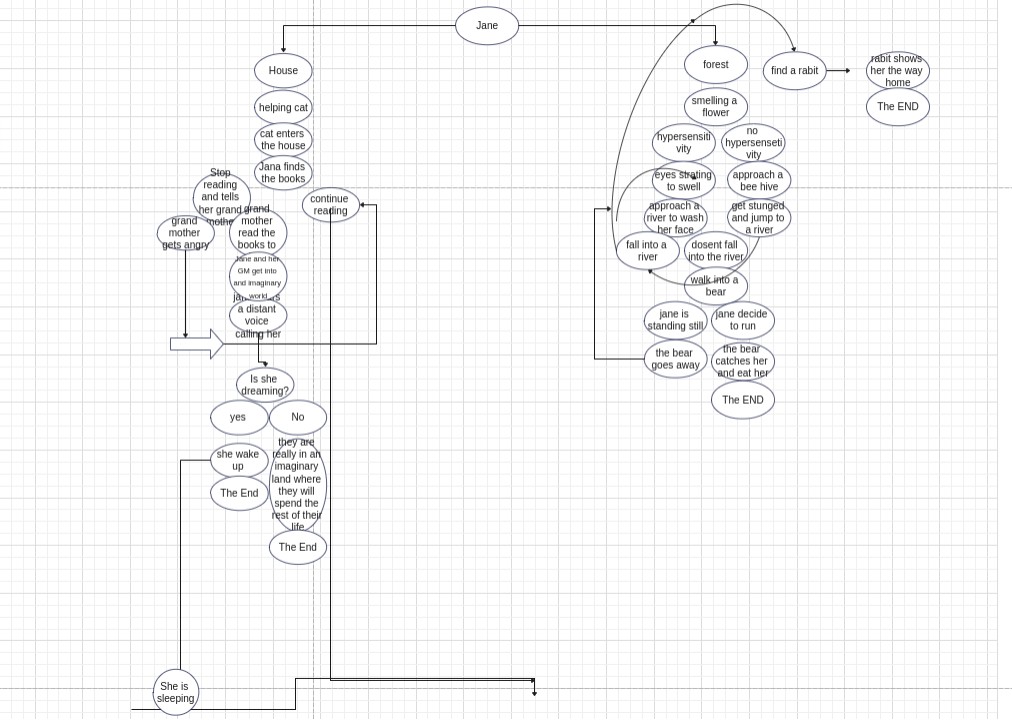 Jane
House
helping cat
cat enters
the house
Jana finds
the books
Stop
reading
and tells
her grand
mothe
continue
reading
grand
mother
gets angry
grand
mother
read the
books to
Jane and her
GM get into
and imaginary
world
a distant
voice
calling her
Is she
dreaming?
yes
No
she wake
up
The End
they are
really in an
imaginary
land where
they will
spend the
rest of their
life
The End
She is
sleeping
forest
smelling a
flower
hypersensiti
vity
no
hypersenseti
vity
eyes strating
to swell
approach a
bee hive
approach a
river to wash
her face
get stunged
and jump to
a river
fall into a
river
dosent fall
into the river
walk into a
bear
jane is
standing still
jane decide
to run
the bear
goes away
the bear
catches her
and eat her
The END
find a rabit
rabit shows
her the way
home
The END